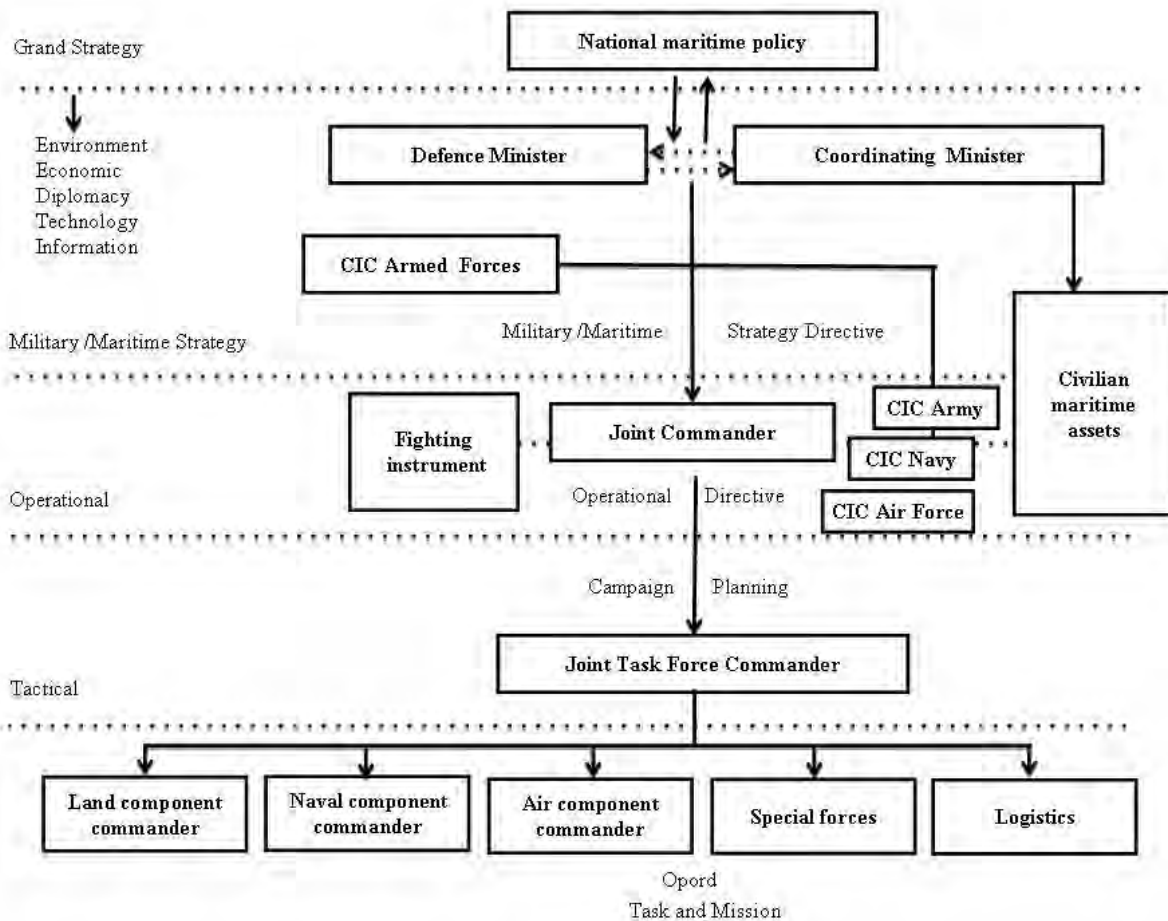 National maritime policy
Grand Strategy
Environment
Economic
Diplomacy
Technology
Information
Defence Minister
Coordinating Minister
CIC Armed Forces
Military /Maritime Strategy Directive
Military /Maritime Strategy
Civilian
maritime
assets
Fighting
instrument
Joint Commander
CIC Army
CIC Navy
CIC Air Force
Operational Directive
Operational
Campaign Planning
Joint Task Force Commander
Tactical
Land component
commander
Naval component
commander
Air component
commander
Special forces
Logistics
Opord
Task and Mission